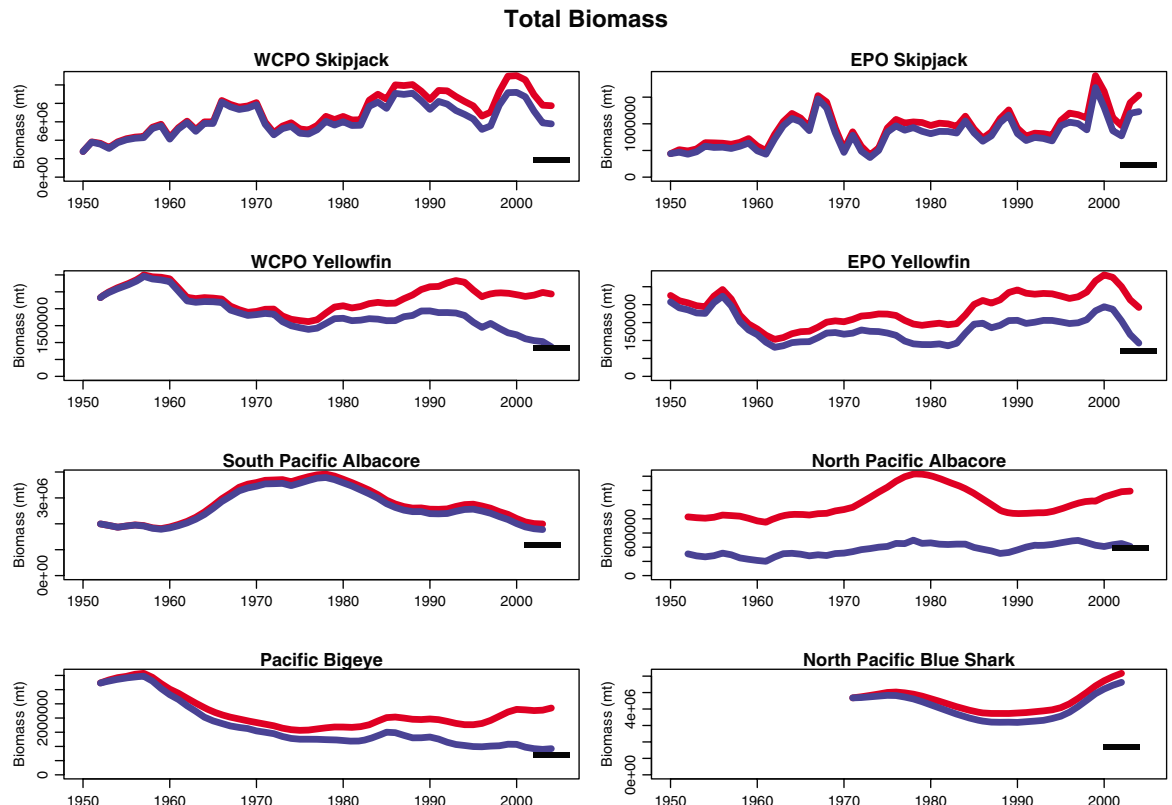 Total Biomass
WCPO Skipjack
Biomass (mt)
0e+00 6e+06
1950 1960 1970 1980 1990 2000
EPO Skipjack
Biomass (mt)
0 1000000
1950 1960 1970 1980 1990 2000
WCPO Yellowfin
Biomass (mt)
0 1500000
1950 1960 1970 1980 1990 2000
EPO Yellowfin
Biomass (mt)
0 1500000
1950 1960 1970 1980 1990 2000
South Pacific Albacore
Biomass (mt)
0e+00 3e+06
1950 1960 1970 1980 1990 2000
North Pacific Albacore
Biomass (mt)
0 600000
1950 1960 1970 1980 1990 2000
Pacific Bigeye
Biomass (mt)
0 2000000
1950 1960 1970 1980 1990 2000
North Pacific Blue Shark
Biomass (mt)
0e+00 4e+06
1950 1960 1970 1980 1990 2000